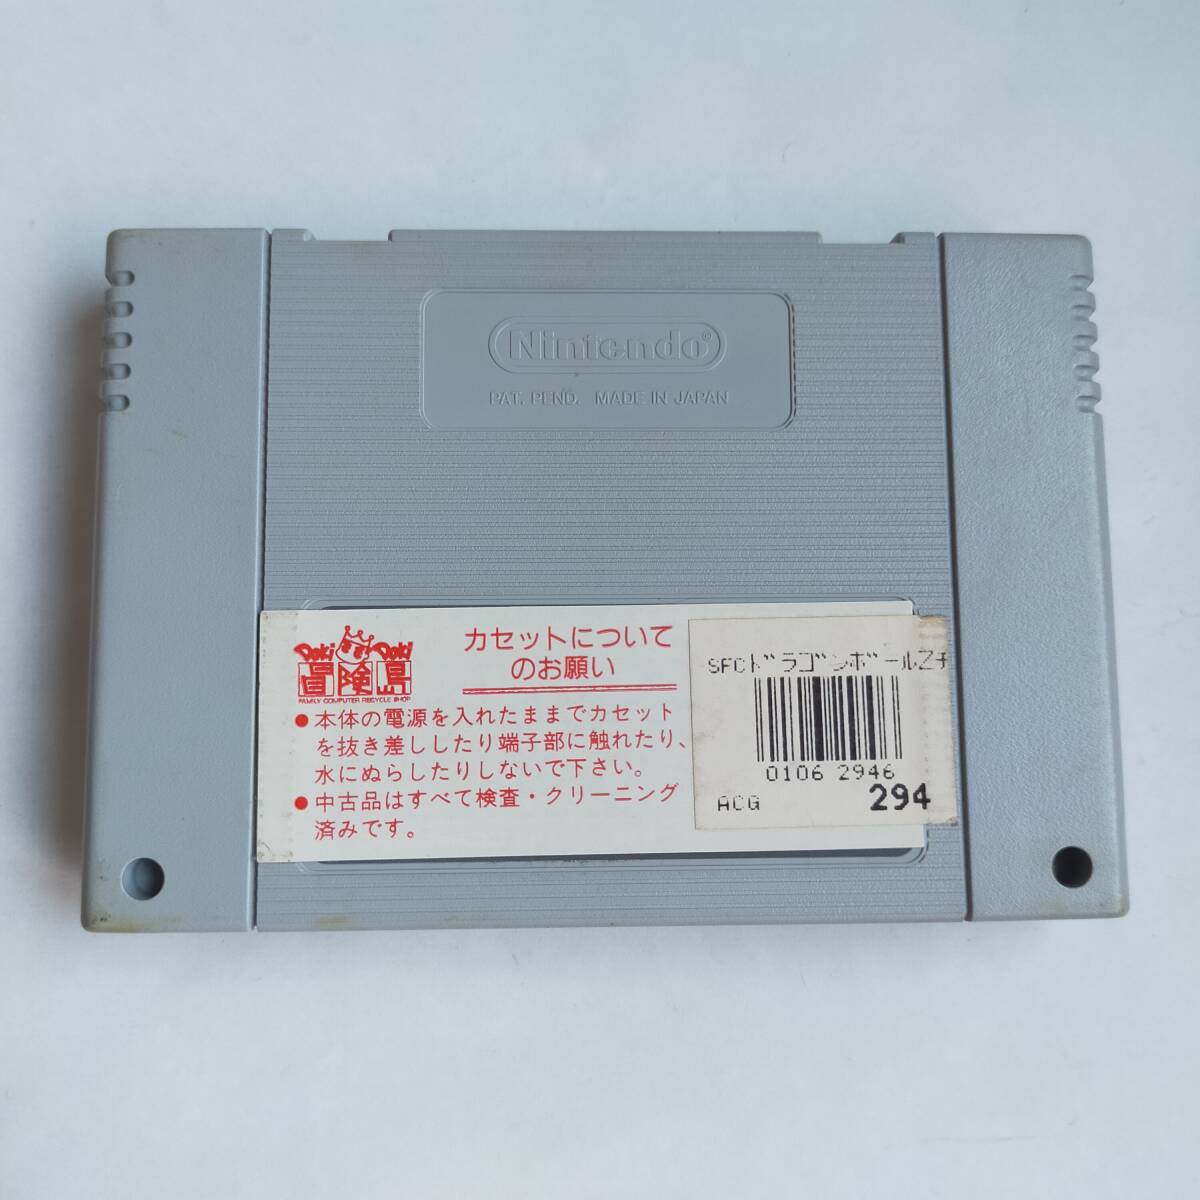 Nintendo®
PAT. PEND. MADE IN JAPAN
Doki Doki
冒険島
FAMILY COMPUTER RECYCLE SHOP
カセットについて
のお願い
●本体の電源を入れたままでカセット
を抜き差ししたり端子部に触れたり、
水にぬらしたりしないで下さい。
●中古品はすべて検査・クリーニング
済みです。
SFCドラゴンボールZチ
0106 2946
ACG 294